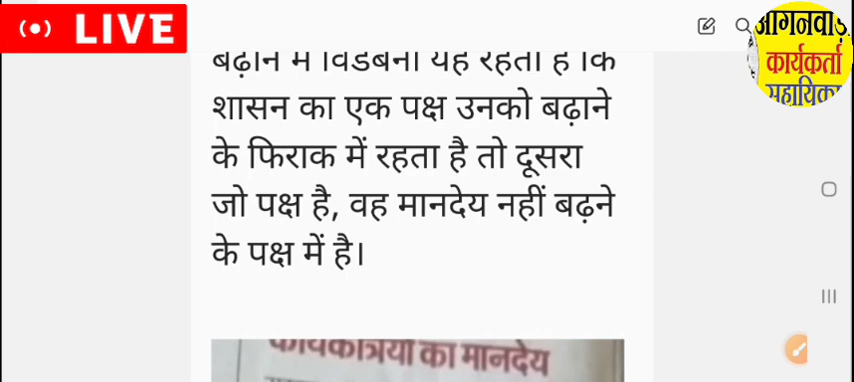 LIVE
आगनवाड़
कार्यकर्ता
सहायिका
बढ़ाने में विडंबना यह रहती है कि
शासन का एक पक्ष उनको बढ़ाने
के फिराक में रहता है तो दूसरा
जो पक्ष है, वह मानदेय नहीं बढ़ने
के पक्ष में है।
कार्यकत्रियों का मानदेय